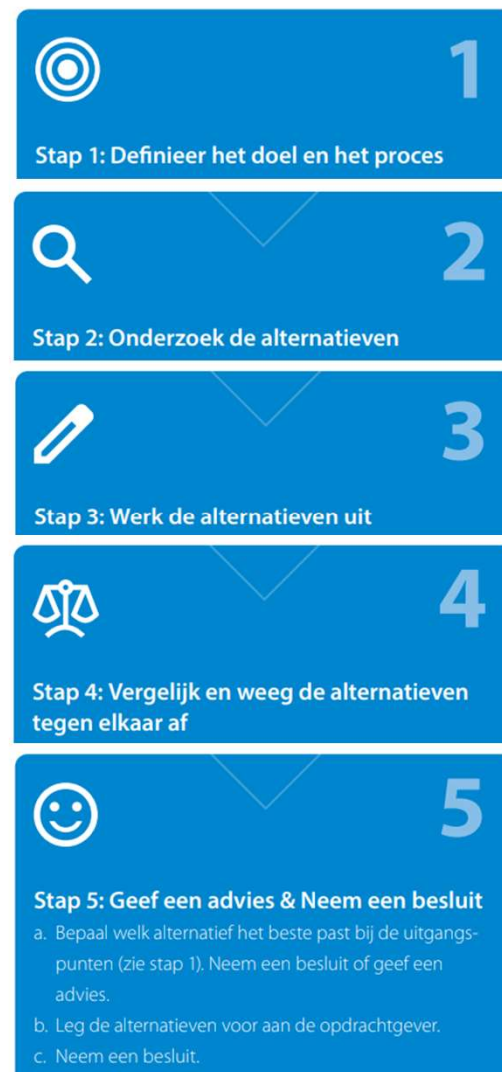 1
Stap 1: Definieer het doel en het proces
2
Stap 2: Onderzoek de alternatieven
3
Stap 3: Werk de alternatieven uit
4
Stap 4: Vergelijk en weeg de alternatieven
tegen elkaar af
5
Stap 5: Geef een advies & Neem een besluit
a. Bepaal welk alternatief het beste past bij de uitgangs-
punten (zie stap 1). Neem een besluit of geef een
advies.
b. Leg de alternatieven voor aan de opdrachtgever.
c. Neem een besluit.